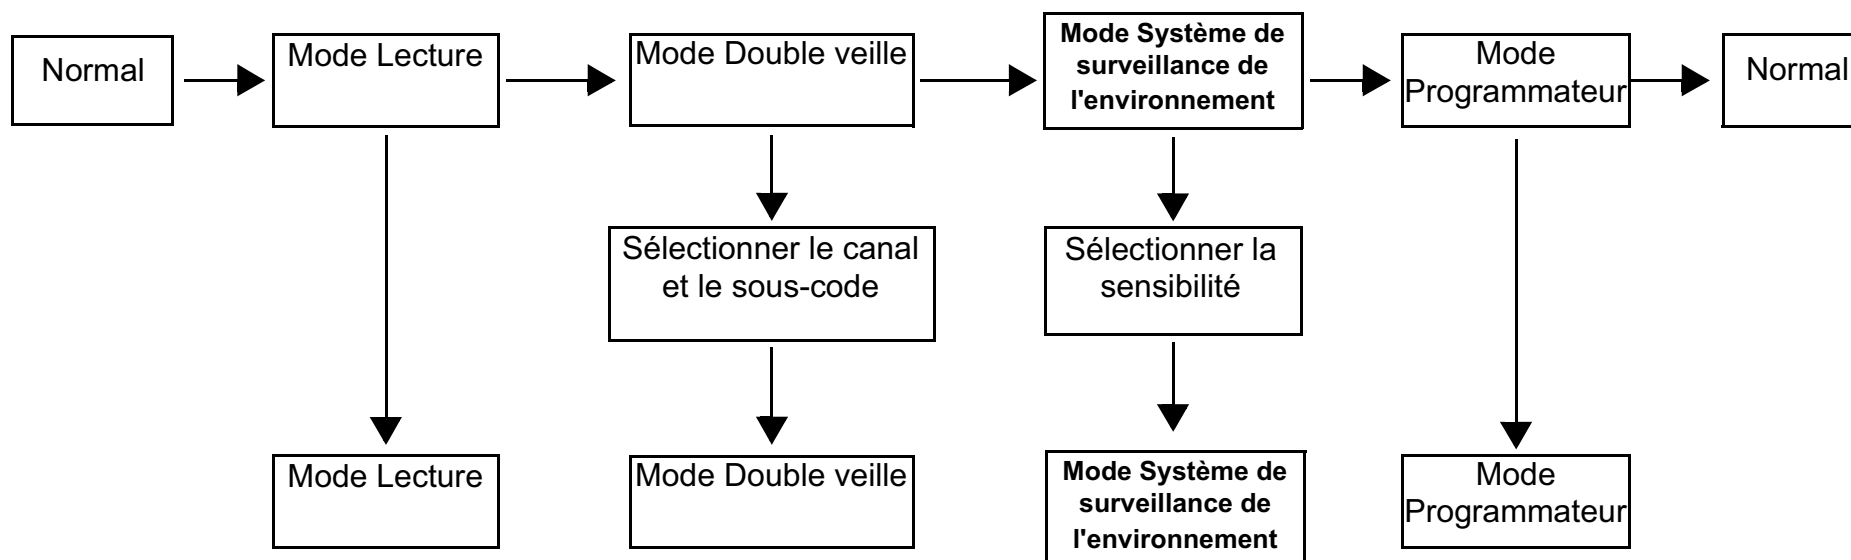 Normal
Mode Lecture
Mode Double veille
Mode Système de
surveillance de
l'environnement
Mode
Programmateur
Normal
Sélectionner le canal
et le sous-code
Sélectionner la
sensibilité
Mode Lecture
Mode Double veille
Mode Système de
surveillance de
l'environnement
Mode
Programmateur